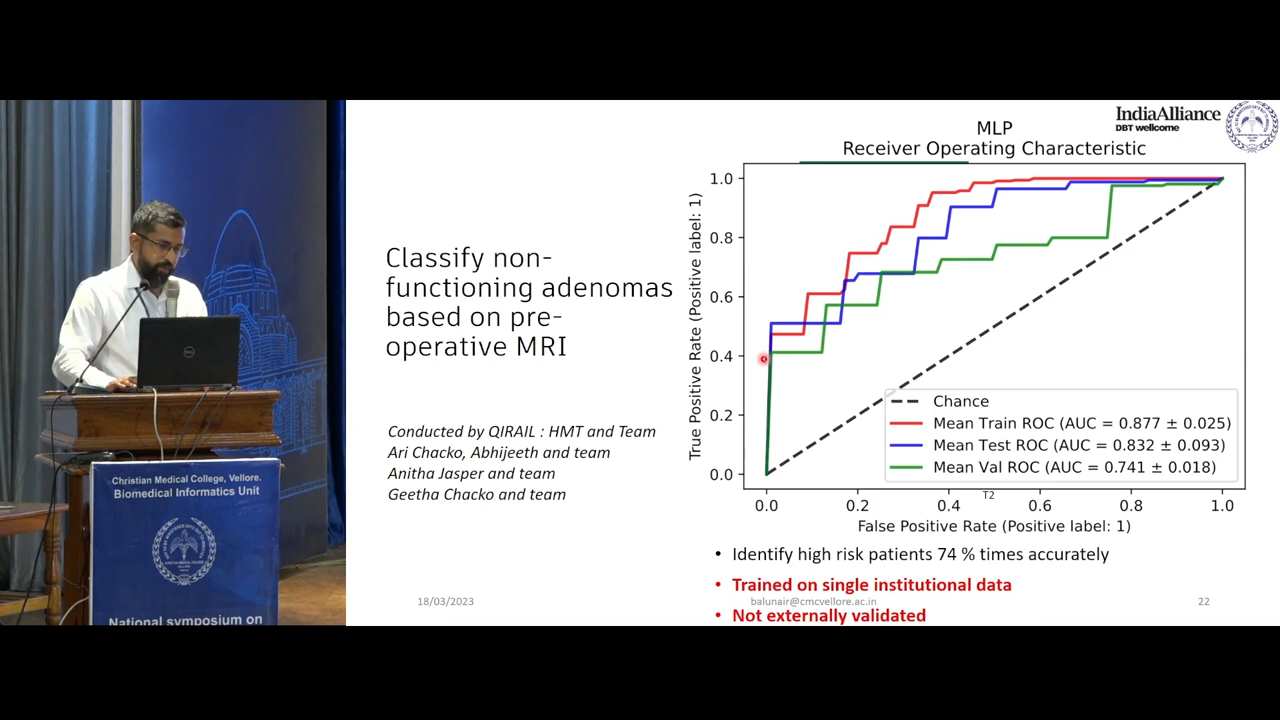 IndiaAlliance
DBT wellcome
MLP
Receiver Operating Characteristic
Classify non-
functioning adenomas
based on pre-
operative MRI
Conducted by QIRAIL : HMT and Team
Ari Chacko, Abhijeeth and team
Anitha Jasper and team
Geetha Chacko and team
True Positive Rate (Positive label: 1)
1.0
0.8
0.6
0.4
0.2
0.0
Chance
Mean Train ROC (AUC = 0.877 ± 0.025)
Mean Test ROC (AUC = 0.832 ± 0.093)
Mean Val ROC (AUC = 0.741 ± 0.018)
T2
0.0 0.2 0.4 0.6 0.8 1.0
False Positive Rate (Positive label: 1)
• Identify high risk patients 74 % times accurately
• Trained on single institutional data
• Not externally validated
18/03/2023
balunair@cmcvellore.ac.in
22
DELL
Christian Medical College, Vellore.
Biomedical Informatics Unit
National symposium on